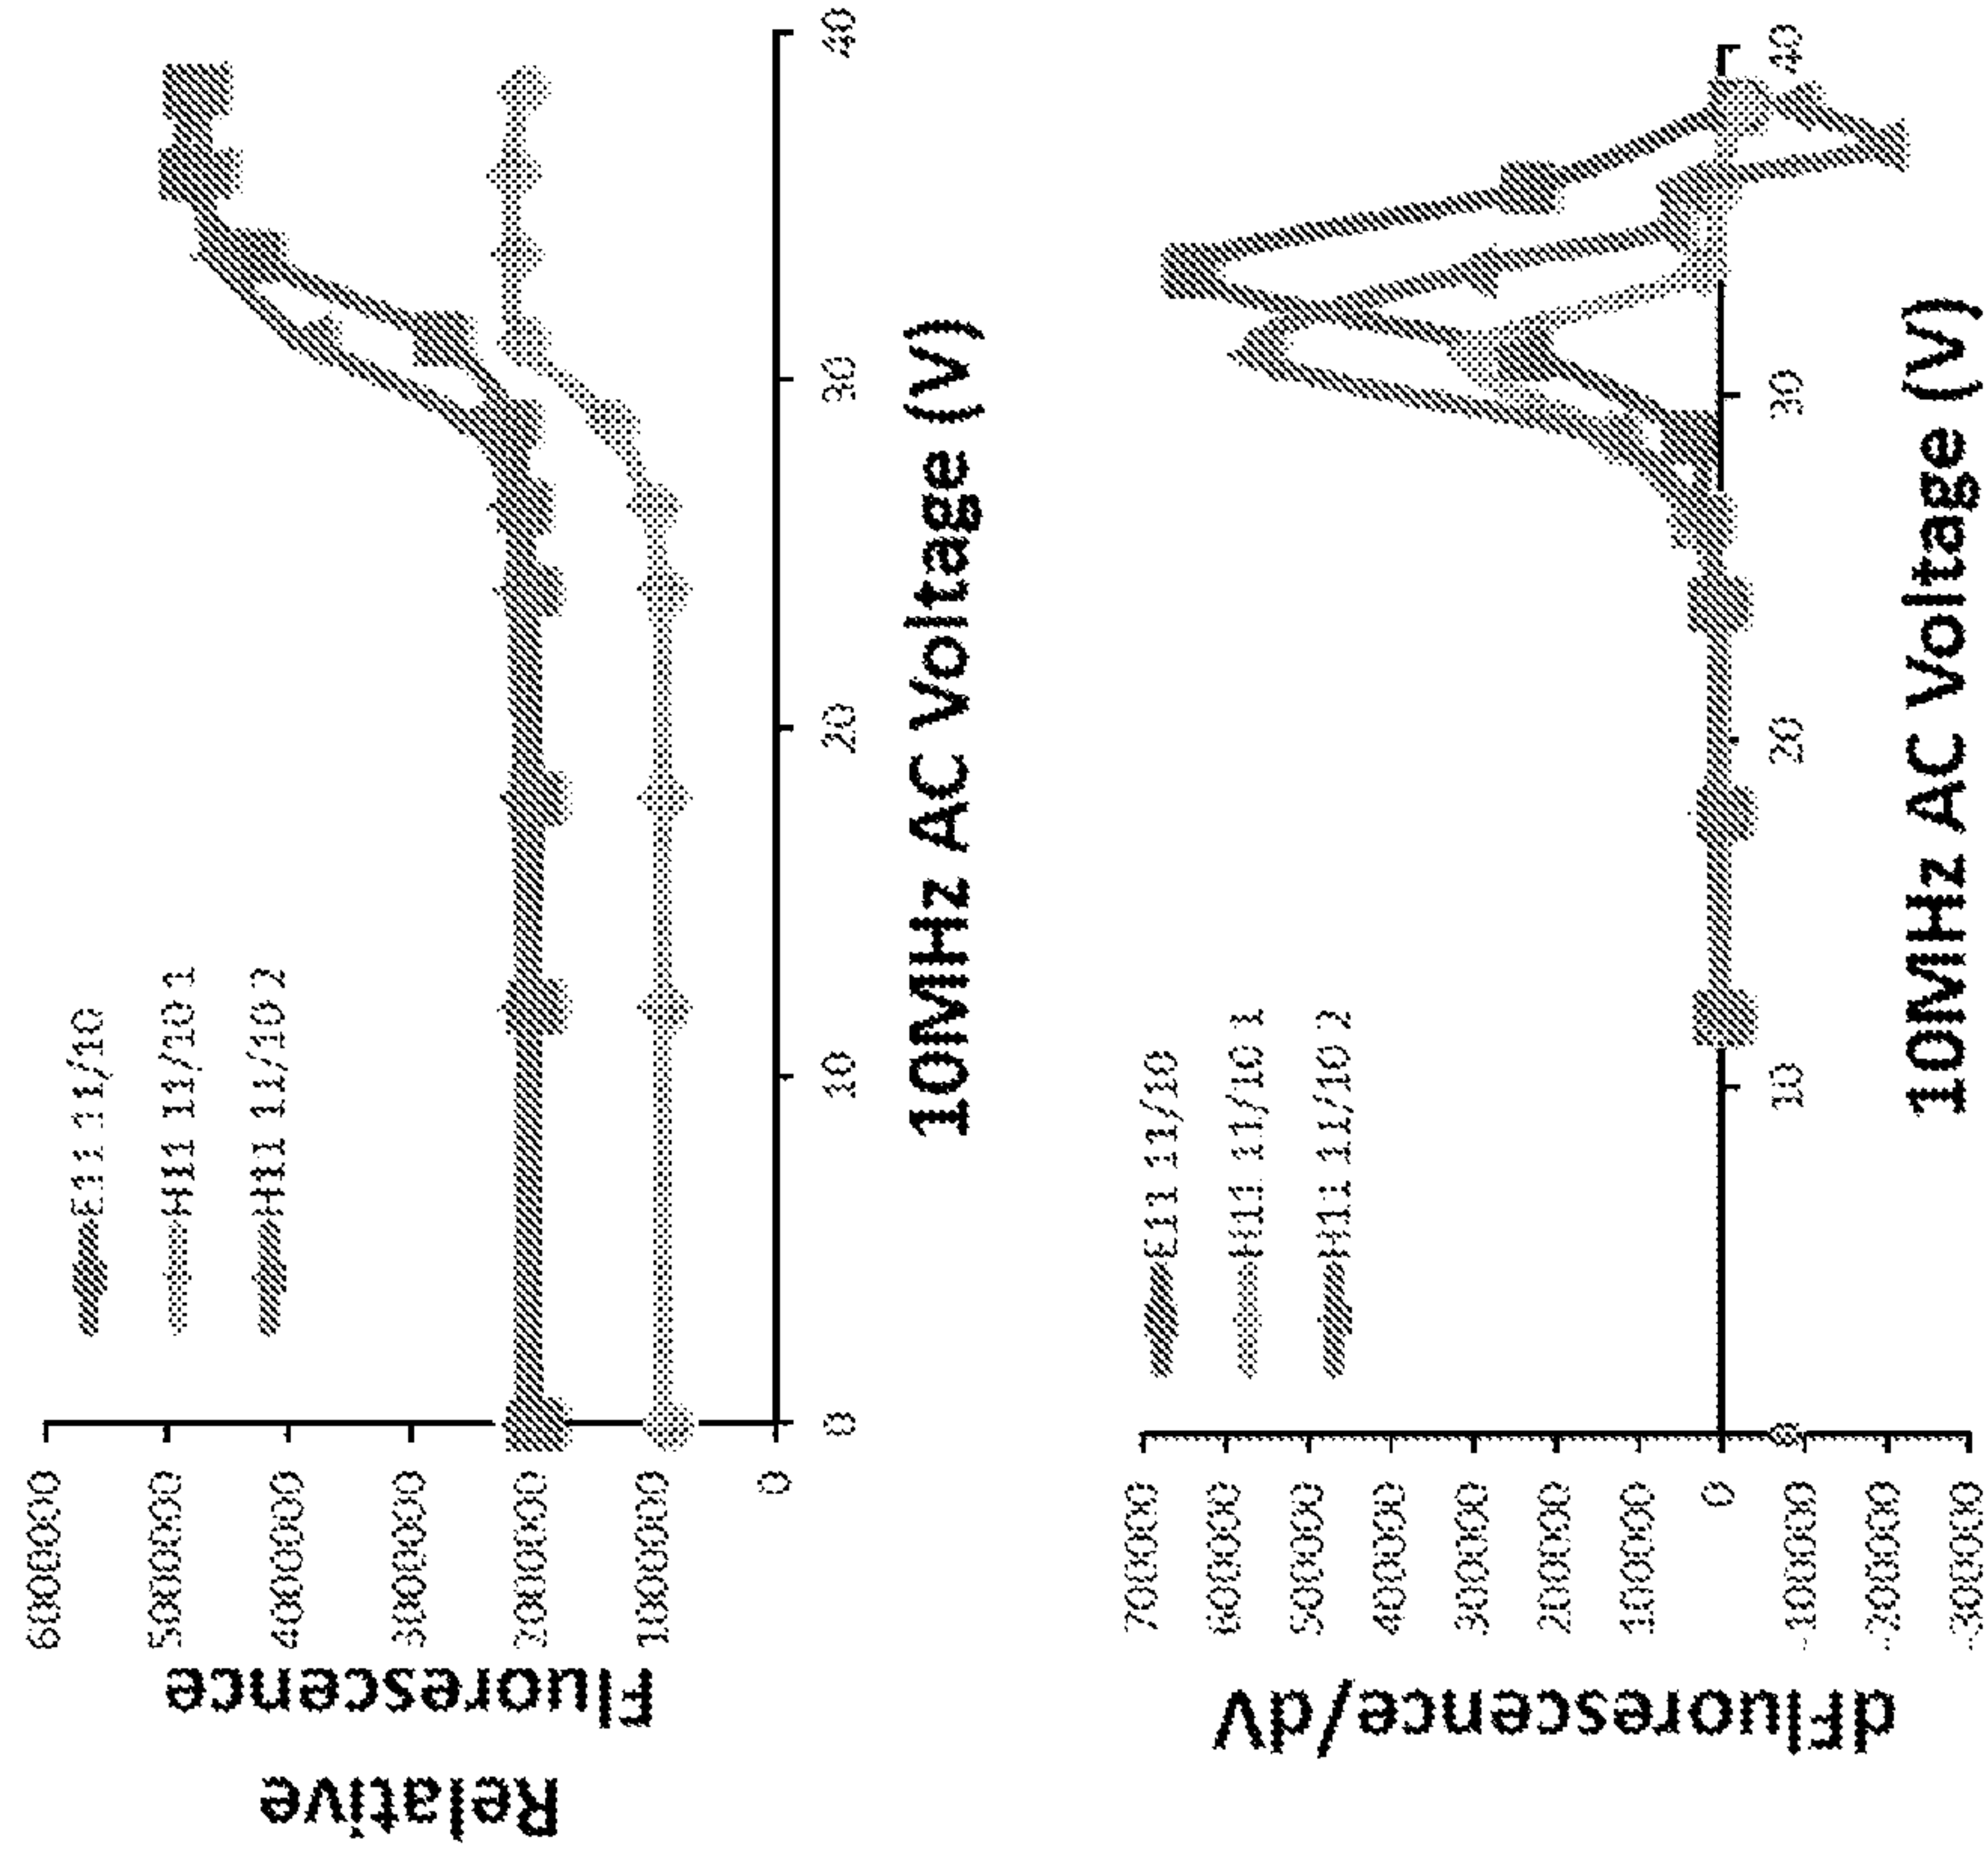 Relative
Fluorescence
6000000
5000000
4000000
3000000
2000000
1000000
0
E11 11/10
H11 11/10 1
H11 11/10 2
0
10
20
30
40
10MHz AC Voltage (V)
dFluorescence/dV
700000
600000
500000
400000
300000
200000
100000
0
-100000
-200000
-300000
E11 11/10
H11 11/10 1
H11 11/10 2
0
10
20
30
40
10MHz AC Voltage (V)